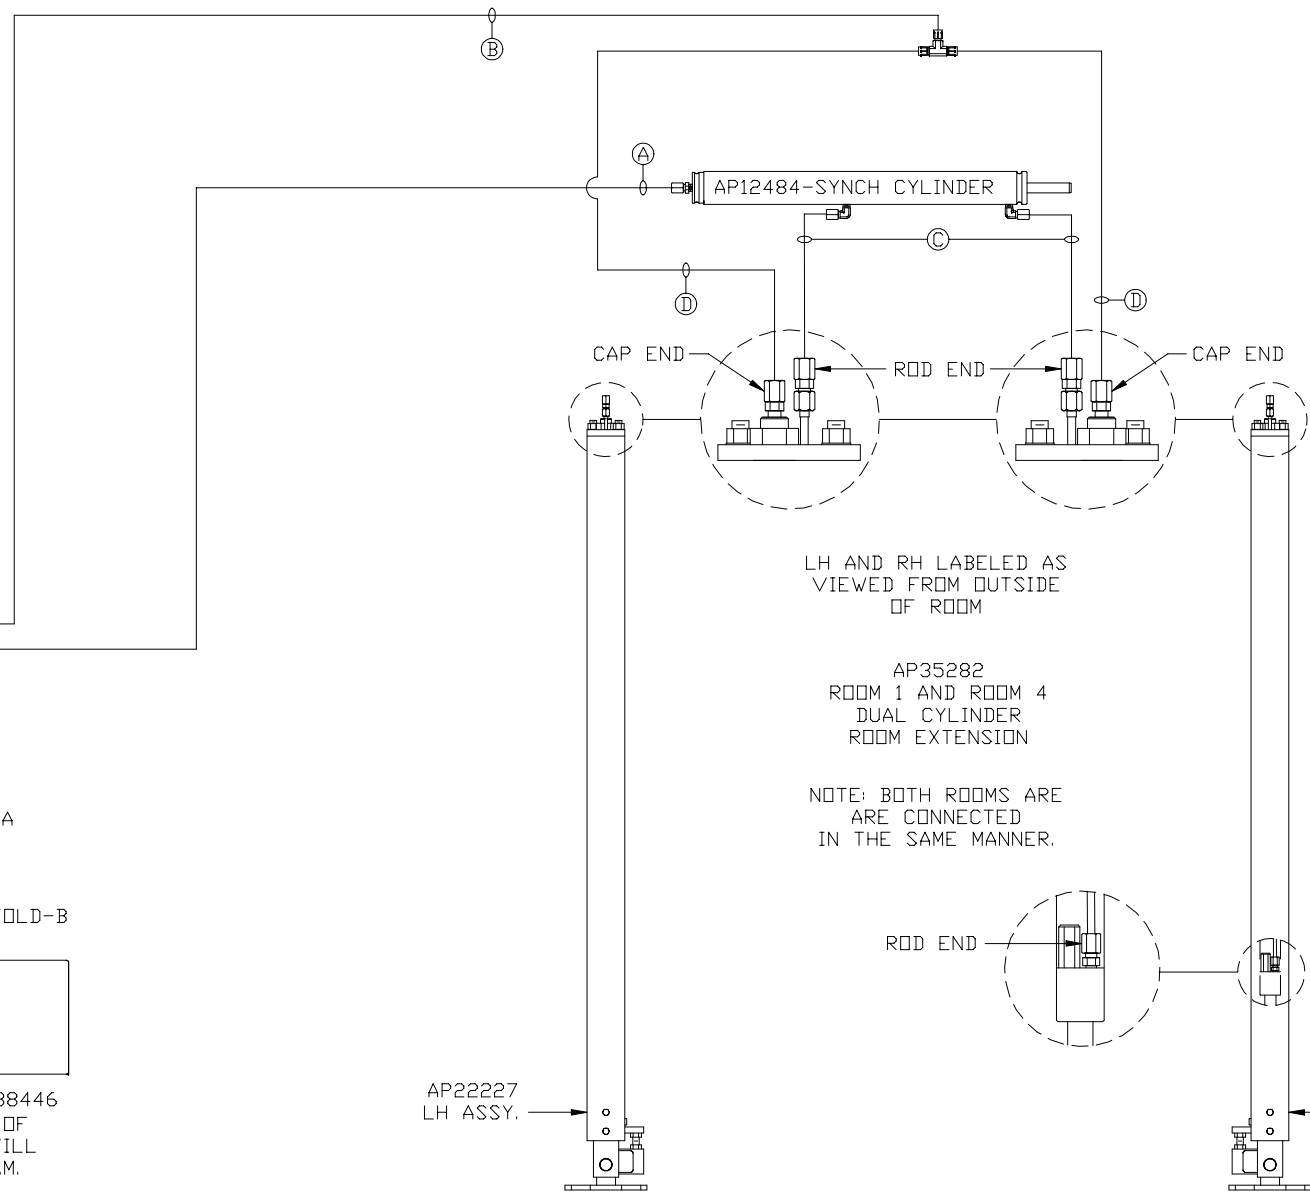 B
A
AP12484-SYNCH CYLINDER
C
D
D
CAP END
ROD END
CAP END
LH AND RH LABELED AS
VIEWED FROM OUTSIDE
OF ROOM
AP35282
ROOM 1 AND ROOM 4
DUAL CYLINDER
ROOM EXTENSION
NOTE: BOTH ROOMS ARE
ARE CONNECTED
IN THE SAME MANNER.
A
OLD-B
ROD END
38446
OF
ILL
M.
AP22227
LH ASSY.